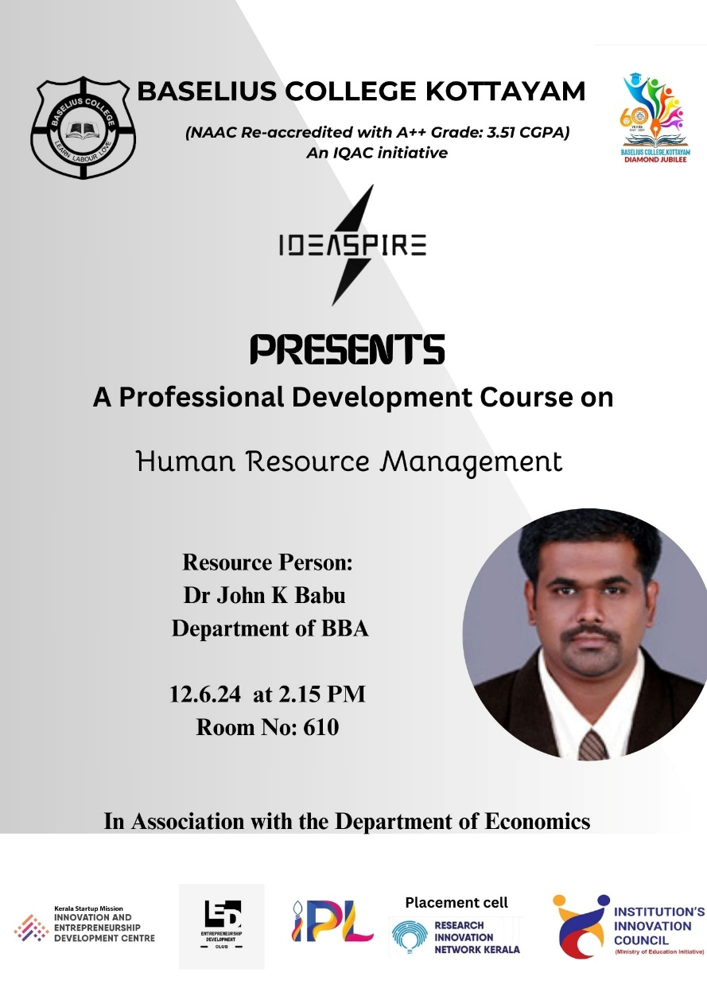 BASELIUS COLLEGE
LEARN LABOUR LOVE
BASELIUS COLLEGE KOTTAYAM
(NAAC Re-accredited with A++ Grade: 3.51 CGPA)
An IQAC initiative
60
YEARS
1964 - 2024
BASELIUS COLLEGE, KOTTAYAM
DIAMOND JUBILEE
IDEASPIRE
PRESENTS
A Professional Development Course on
Human Resource Management
Resource Person:
Dr John K Babu
Department of BBA
12.6.24 at 2.15 PM
Room No: 610
In Association with the Department of Economics
Kerala Startup Mission
INNOVATION AND
ENTREPRENEURSHIP
DEVELOPMENT CENTRE
ED
ENTREPRENEURSHIP
DEVELOPMENT
CLUB
iPL
Placement cell
RESEARCH
INNOVATION
NETWORK KERALA
INSTITUTION'S
INNOVATION
COUNCIL
(Ministry of Education Initiative)